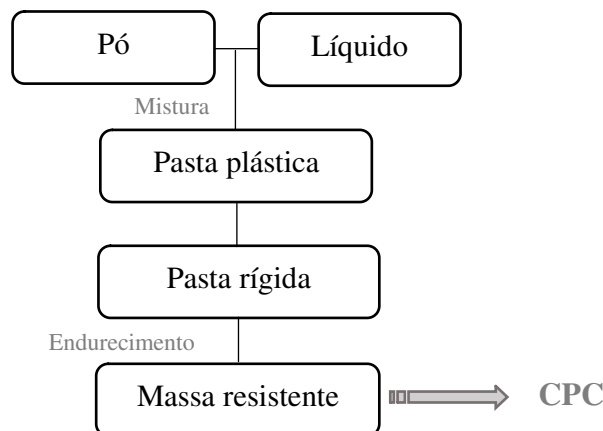 Pó
Líquido
Mistura
Pasta plástica
Pasta rígida
Endurecimento
Massa resistente
CPC